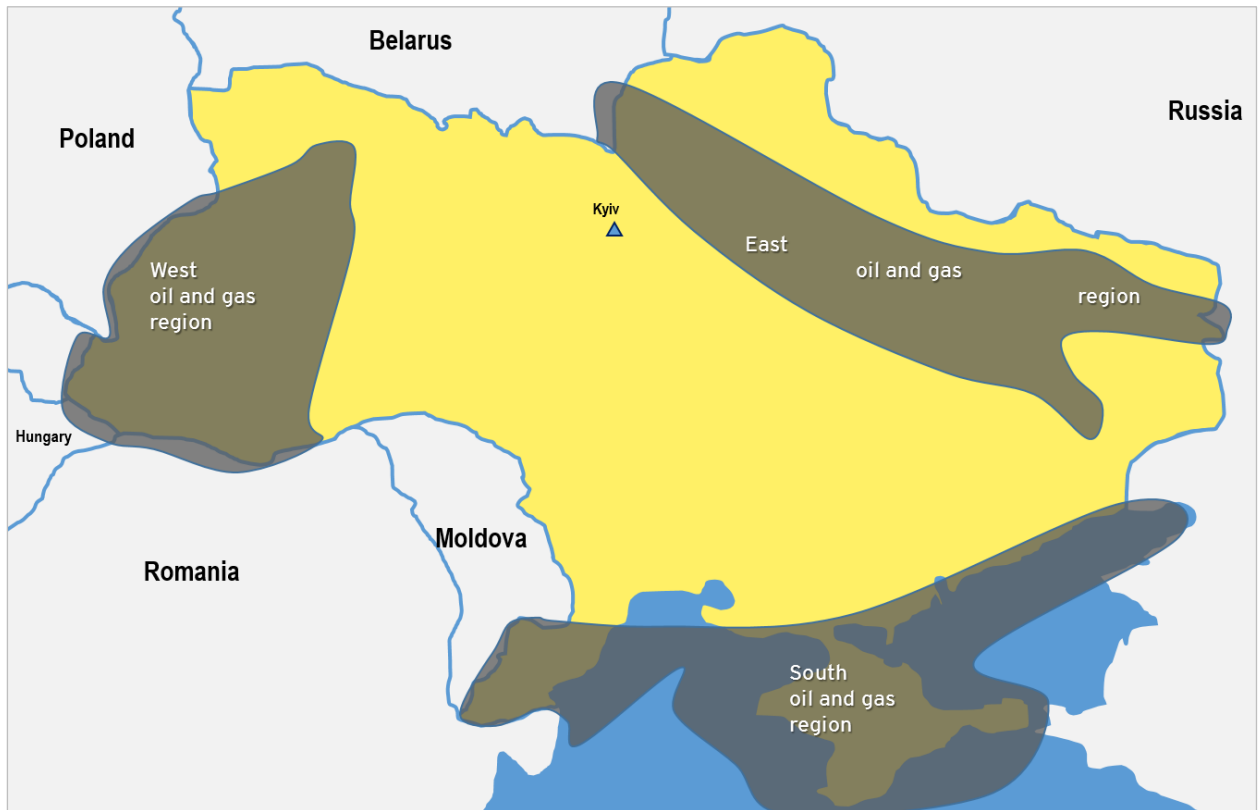 Belarus
Russia
Poland
Kyiv
East
oil and gas
region
West
oil and gas
region
Hungary
Moldova
Romania
South
oil and gas
region